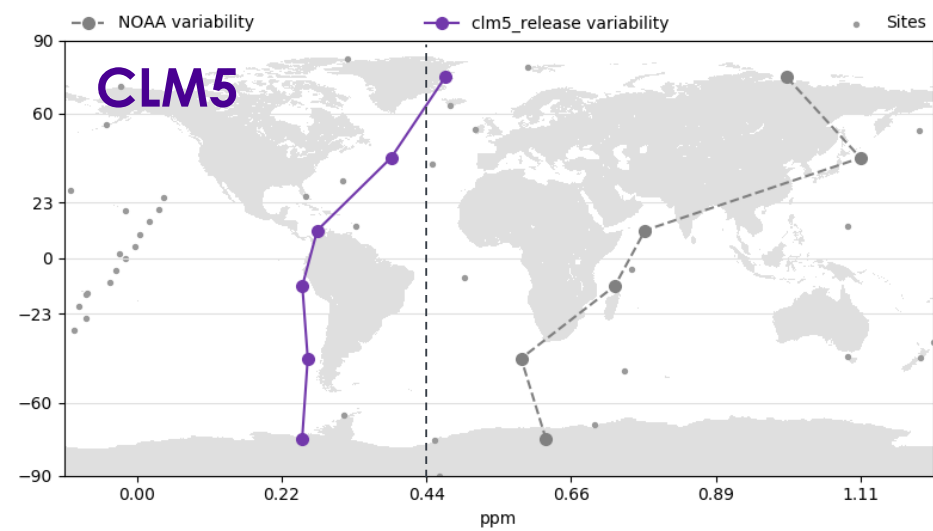 NOAA variability clm5_release variability Sites
CLM5
90
60
23
0
−23
−60
−90
0.00 0.22 0.44 0.66 0.89 1.11
ppm